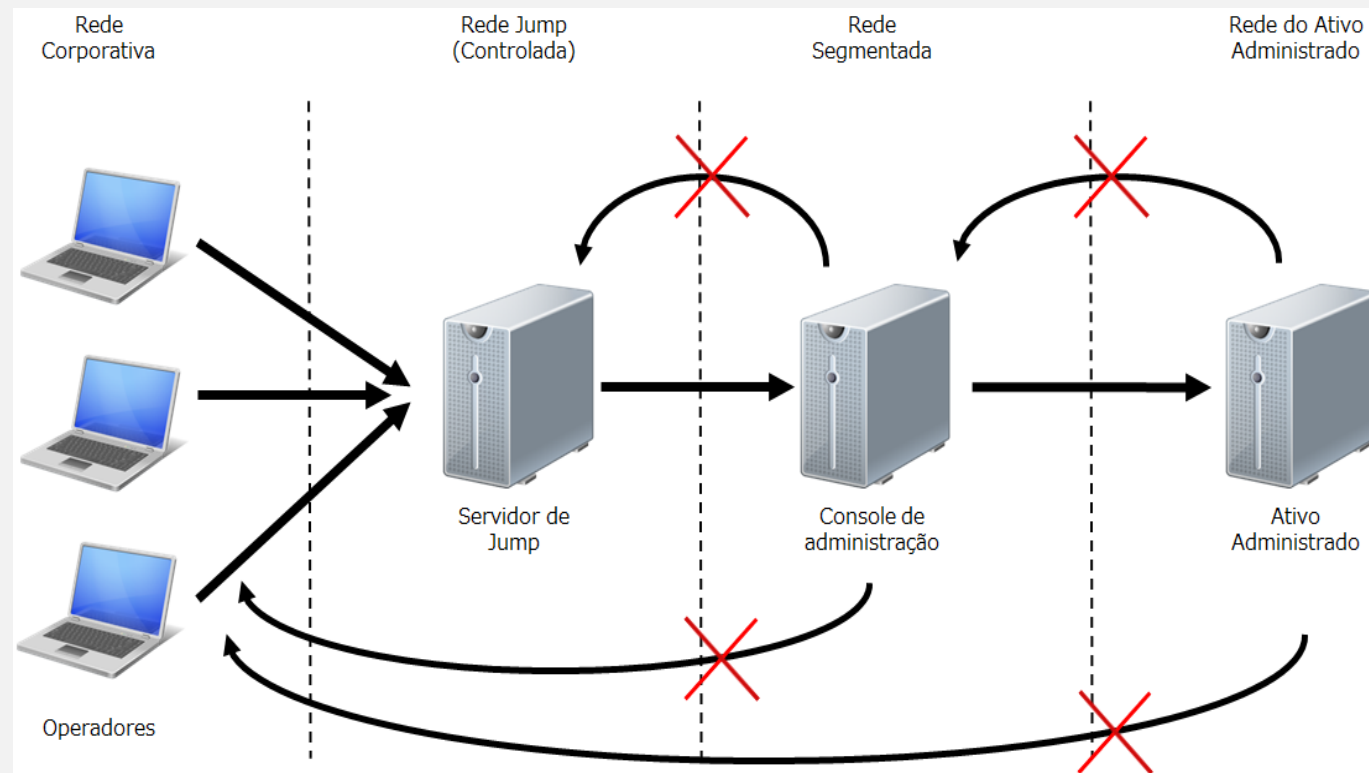 Rede
Corporativa
Rede Jump
(Controlada)
Rede
Segmentada
Rede do Ativo
Administrado
Servidor de
Jump
Console de
administração
Ativo
Administrado
Operadores